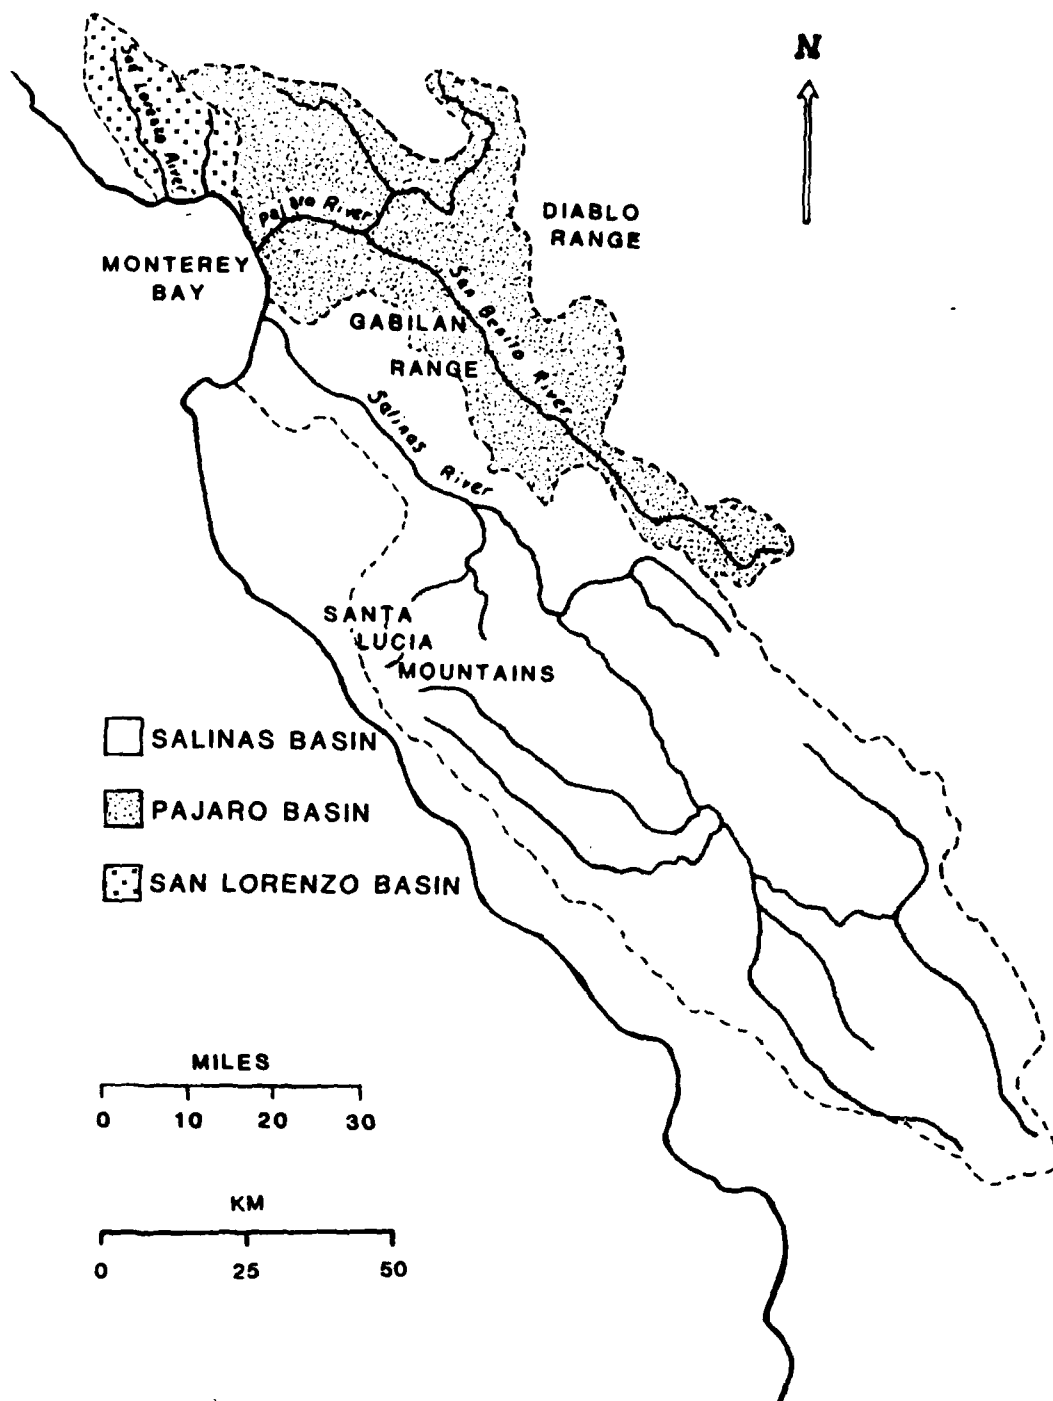 N
San Lorenzo River
Pajaro River
DIABLO
RANGE
MONTEREY
BAY
San Benito River
GABILAN
RANGE
Salinas River
SANTA
LUCIA
MOUNTAINS
SALINAS BASIN
PAJARO BASIN
SAN LORENZO BASIN
MILES
0 10 20 30
KM
0 25 50